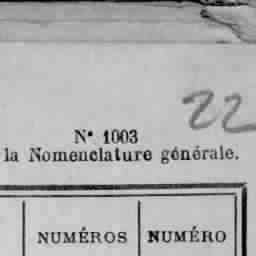 22
N° 1003
la Nomenclature générale.
NUMÉROS NUMÉRO